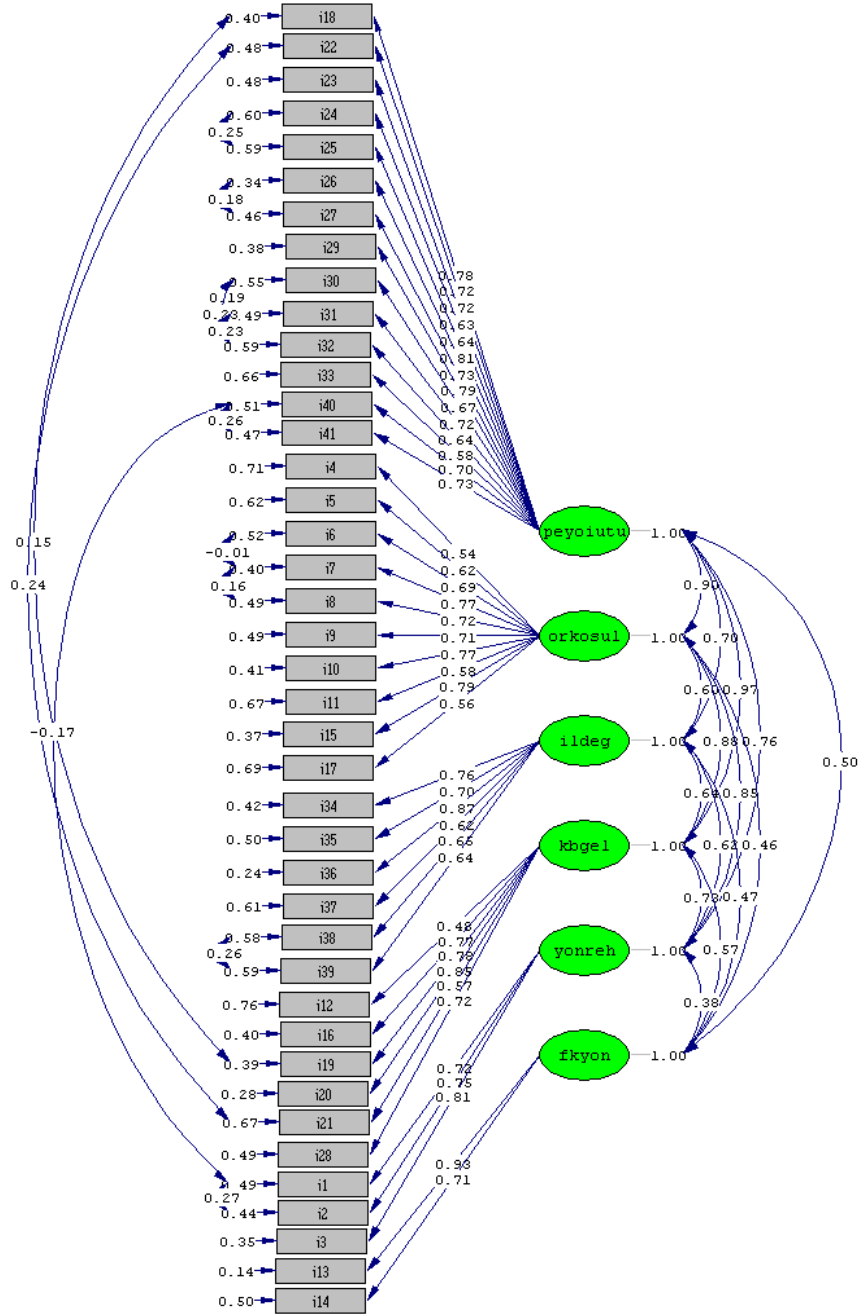 0.40 i18
0.48 i22
0.48 i23
0.60 i24
0.25
0.59 i25
0.34 i26
0.18
0.46 i27
0.38 i29
0.55 i30
0.19
0.23 0.49 i31
0.23
0.59 i32
0.66 i33
0.51 i40
0.26
0.47 i41
0.71 i4
0.62 i5
0.52 i6
-0.01
0.40 i7
0.16
0.49 i8
0.49 i9
0.41 i10
0.67 i11
0.37 i15
0.69 i17
0.42 i34
0.50 i35
0.24 i36
0.61 i37
0.58 i38
0.26
0.59 i39
0.76 i12
0.40 i16
0.39 i19
0.28 i20
0.67 i21
0.49 i28
0.49 i1
0.27
0.44 i2
0.35 i3
0.14 i13
0.50 i14
0.15
0.24
-0.17
0.78
0.72
0.72
0.63
0.64
0.81
0.73
0.79
0.67
0.72
0.64
0.58
0.70
0.73
0.54
0.62
0.69
0.77
0.72
0.71
0.77
0.58
0.79
0.56
0.76
0.70
0.87
0.62
0.65
0.64
0.48
0.77
0.78
0.85
0.57
0.72
0.72
0.75
0.81
0.93
0.71
peyoiutu 1.00
orkosul 1.00
ildeg 1.00
kbgel 1.00
yonreh 1.00
fkyon 1.00
0.90
0.70
0.60 0.97
0.88 0.76
0.50
0.64 0.85
0.62 0.46
0.73 0.47
0.57
0.38